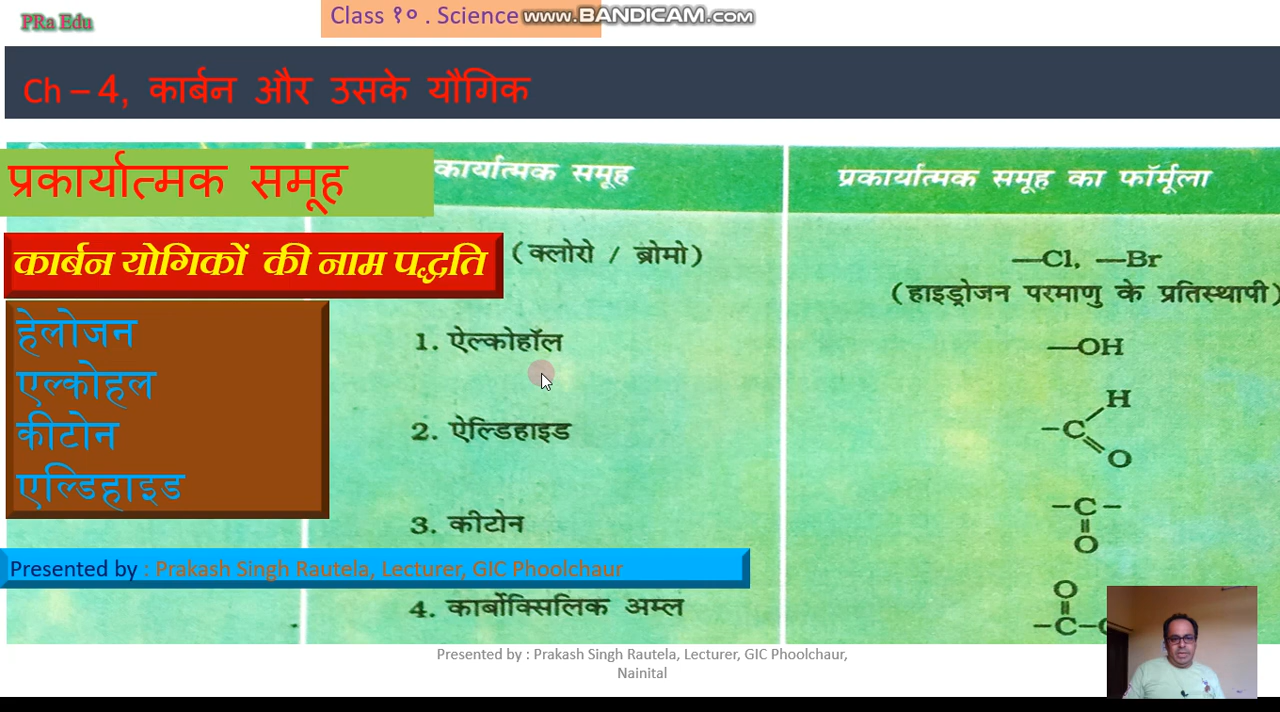 PRa Edu
Class १० . Science
www.BANDICAM.com
Ch – 4, कार्बन और उसके यौगिक
प्रकार्यात्मक समूह
कार्यात्मक समूह
प्रकार्यात्मक समूह का फॉर्मूला
कार्बन योगिकों की नाम पद्धति
(क्लोरो / ब्रोमो)
—Cl, —Br
(हाइड्रोजन परमाणु के प्रतिस्थापी)
हेलोजन
एल्कोहल
कीटोन
एल्डिहाइड
1. ऐल्कोहॉल
—OH
2. ऐल्डिहाइड
H
–C
O
3. कीटोन
–C–
O
Presented by : Prakash Singh Rautela, Lecturer, GIC Phoolchaur
4. कार्बोक्सिलिक अम्ल
O
–C–
Presented by : Prakash Singh Rautela, Lecturer, GIC Phoolchaur,
Nainital